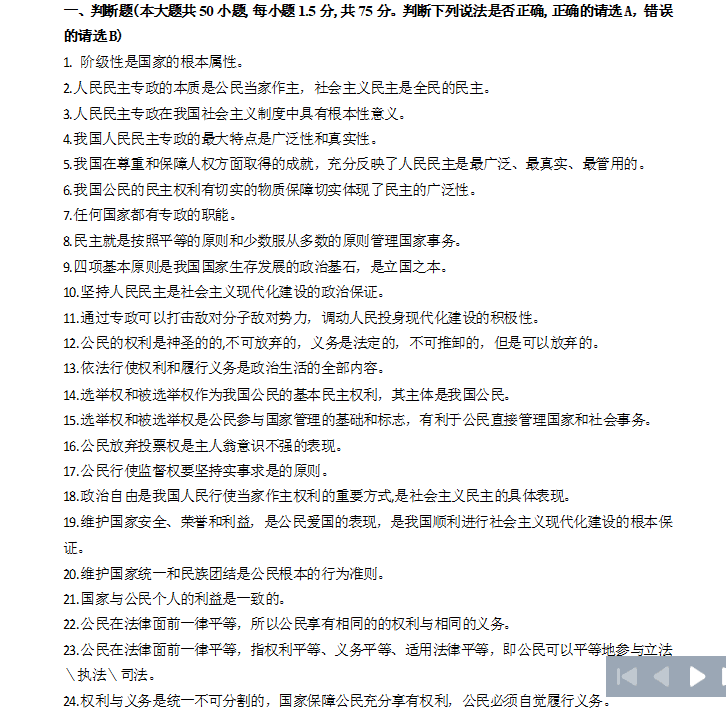 一、判断题(本大题共 50 小题, 每小题 1.5 分, 共 75 分。判断下列说法是否正确, 正确的请选 A，错误
的请选 B)
1. 阶级性是国家的根本属性。
2.人民民主专政的本质是公民当家作主，社会主义民主是全民的民主。
3.人民民主专政在我国社会主义制度中具有根本性意义。
4.我国人民民主专政的最大特点是广泛性和真实性。
5.我国在尊重和保障人权方面取得的成就，充分反映了人民民主是最广泛、最真实、最管用的。
6.我国公民的民主权利有切实的物质保障切实体现了民主的广泛性。
7.任何国家都有专政的职能。
8.民主就是按照平等的原则和少数服从多数的原则管理国家事务。
9.四项基本原则是我国国家生存发展的政治基石，是立国之本。
10.坚持人民民主是社会主义现代化建设的政治保证。
11.通过专政可以打击敌对分子敌对势力，调动人民投身现代化建设的积极性。
12.公民的权利是神圣的的,不可放弃的，义务是法定的，不可推卸的，但是可以放弃的。
13.依法行使权利和履行义务是政治生活的全部内容。
14.选举权和被选举权作为我国公民的基本民主权利，其主体是我国公民。
15.选举权和被选举权是公民参与国家管理的基础和标志，有利于公民直接管理国家和社会事务。
16.公民放弃投票权是主人翁意识不强的表现。
17.公民行使监督权要坚持实事求是的原则。
18.政治自由是我国人民行使当家作主权利的重要方式,是社会主义民主的具体表现。
19.维护国家安全、荣誉和利益，是公民爱国的表现，是我国顺利进行社会主义现代化建设的根本保
证。
20.维护国家统一和民族团结是公民根本的行为准则。
21.国家与公民个人的利益是一致的。
22.公民在法律面前一律平等，所以公民享有相同的的权利与相同的义务。
23.公民在法律面前一律平等，指权利平等、义务平等、适用法律平等，即公民可以平等地参与立法
\执法\司法。
24.权利与义务是统一不可分割的，国家保障公民充分享有权利，公民必须自觉履行义务。